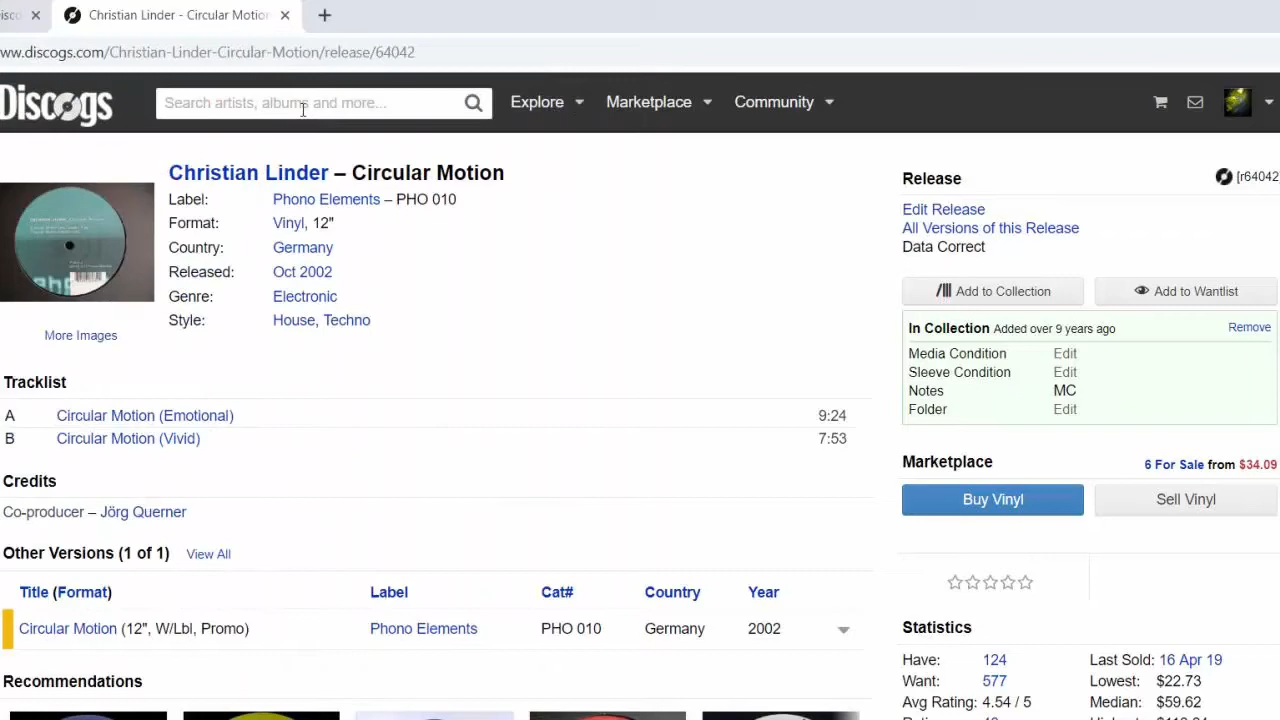 isco
Christian Linder - Circular Motion
ww.discogs.com/Christian-Linder-Circular-Motion/release/64042
Discogs
Search artists, albums and more...
Explore
Marketplace
Community
Christian Linder – Circular Motion
Label: Phono Elements – PHO 010
Format: Vinyl, 12"
Country: Germany
Released: Oct 2002
Genre: Electronic
Style: House, Techno
More Images
Release
[r64042
Edit Release
All Versions of this Release
Data Correct
Add to Collection
Add to Wantlist
In Collection Added over 9 years ago Remove
Media Condition Edit
Sleeve Condition Edit
Notes MC
Folder Edit
Tracklist
A Circular Motion (Emotional) 9:24
B Circular Motion (Vivid) 7:53
Credits
Co-producer – Jörg Querner
Marketplace 6 For Sale from $34.09
Buy Vinyl
Sell Vinyl
Other Versions (1 of 1) View All
Title (Format) Label Cat# Country Year
Circular Motion (12", W/Lbl, Promo) Phono Elements PHO 010 Germany 2002
Recommendations
Statistics
Have: 124
Want: 577
Avg Rating: 4.54 / 5
Last Sold: 16 Apr 19
Lowest: $22.73
Median: $59.62